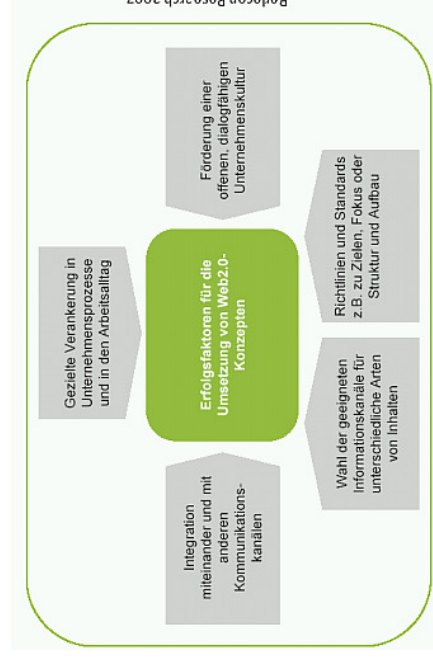 Gezielte Verankerung in
Unternehmensprozesse
und in den Arbeitsalltag
Integration
miteinander und mit
anderen
Kommunikations-
kanälen
Erfolgsfaktoren für die
Umsetzung von Web2.0-
Konzepten
Förderung einer
offenen, dialogfähigen
Unternehmenskultur
Wahl der geeigneten
Informationskanäle für
unterschiedliche Arten
von Inhalten
Richtlinien und Standards
z.B. zu Zielen, Fokus oder
Struktur und Aufbau
Research